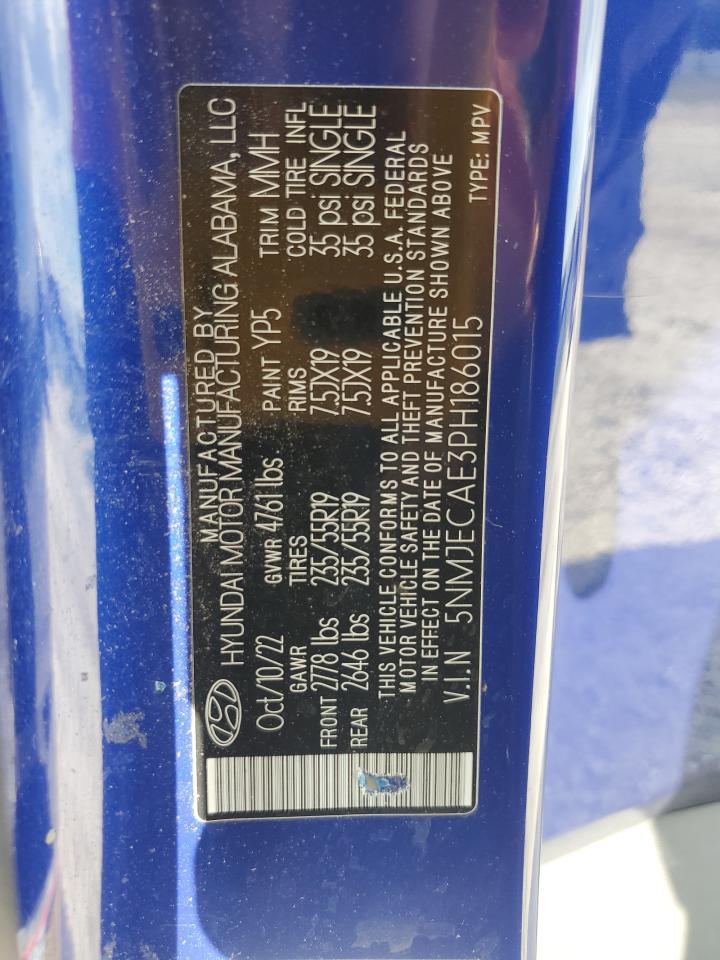 MANUFACTURED BY
HYUNDAI MOTOR MANUFACTURING ALABAMA, LLC
Oct/10/22 GVWR 4761 lbs PAINT YP5 TRIM MMH
GAWR TIRES RIMS COLD TIRE INFL
FRONT 2778 lbs 235/55R19 7.5JX19 35 psi SINGLE
REAR 2646 lbs 235/55R19 7.5JX19 35 psi SINGLE
THIS VEHICLE CONFORMS TO ALL APPLICABLE U.S.A. FEDERAL
MOTOR VEHICLE SAFETY AND THEFT PREVENTION STANDARDS
IN EFFECT ON THE DATE OF MANUFACTURE SHOWN ABOVE
V.I.N 5NMJECAE3PH186015
TYPE: MPV